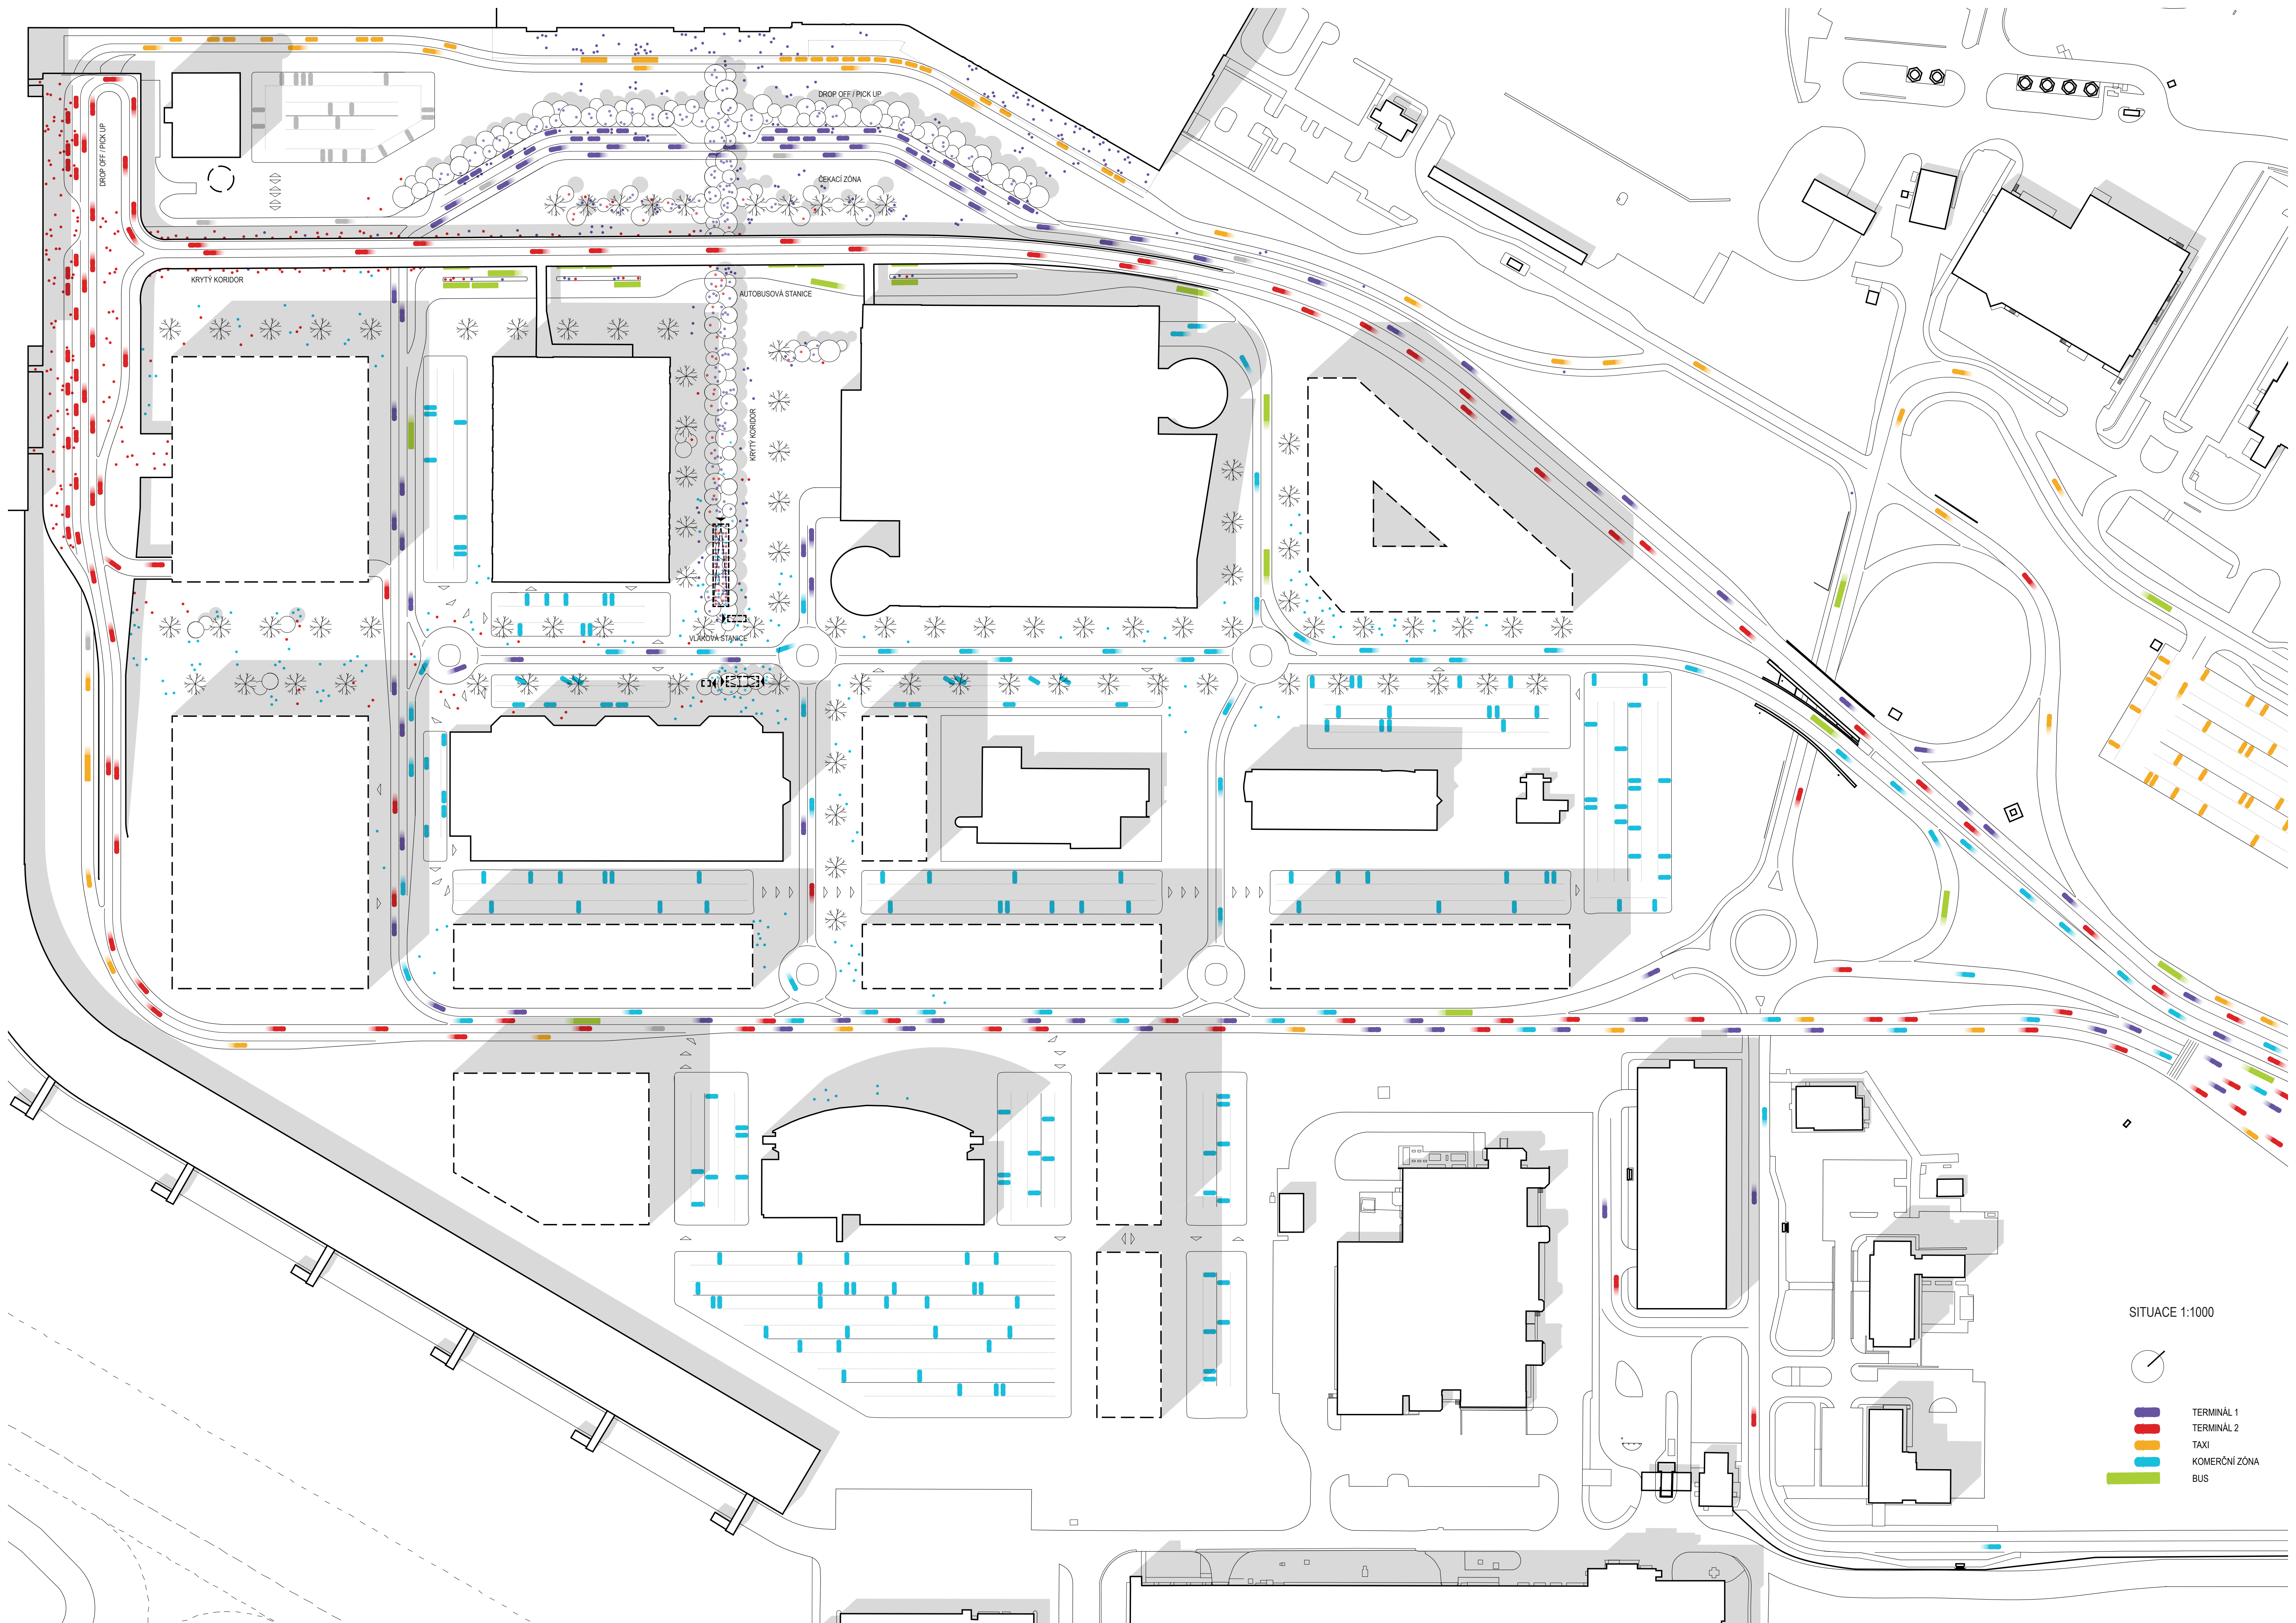 DROP OFF / PICK UP
DROP OFF / PICK UP
ČEKACÍ ZÓNA
KRYTÝ KORIDOR
AUTOBUSOVÁ STANICE
KRYTÝ KORIDOR
VLAKOVÁ STANICE
SITUACE 1:1000
TERMINÁL 1
TERMINÁL 2
TAXI
KOMERČNÍ ZÓNA
BUS